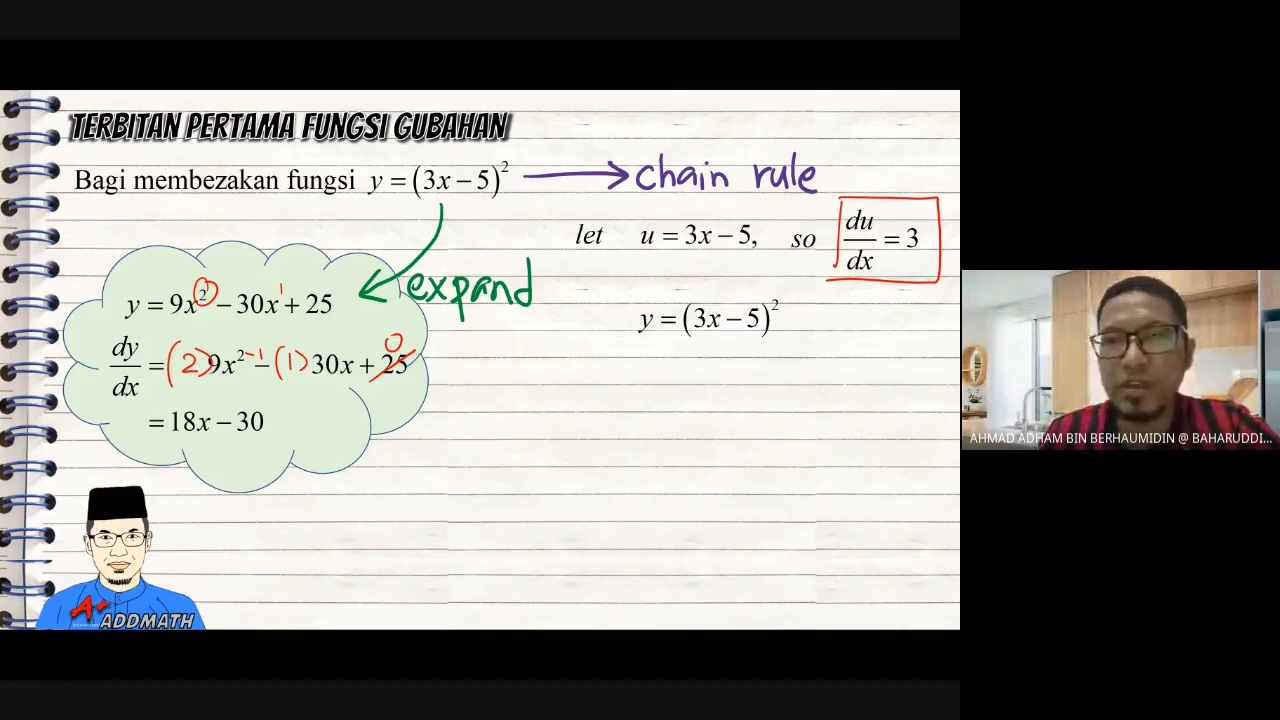 TERBITAN PERTAMA FUNGSI GUBAHAN
Bagi membezakan fungsi y = (3x − 5)² → chain rule
let u = 3x − 5, so du/dx = 3
expand
y = 9x² − 30x¹ + 25
y = (3x − 5)²
dy/dx = (2)9x²⁻¹ − (1)30x + 25 0
= 18x − 30
A+
ADDMATH
AHMAD ADHAM BIN BERHAUMIDIN @ BAHARUDDI...